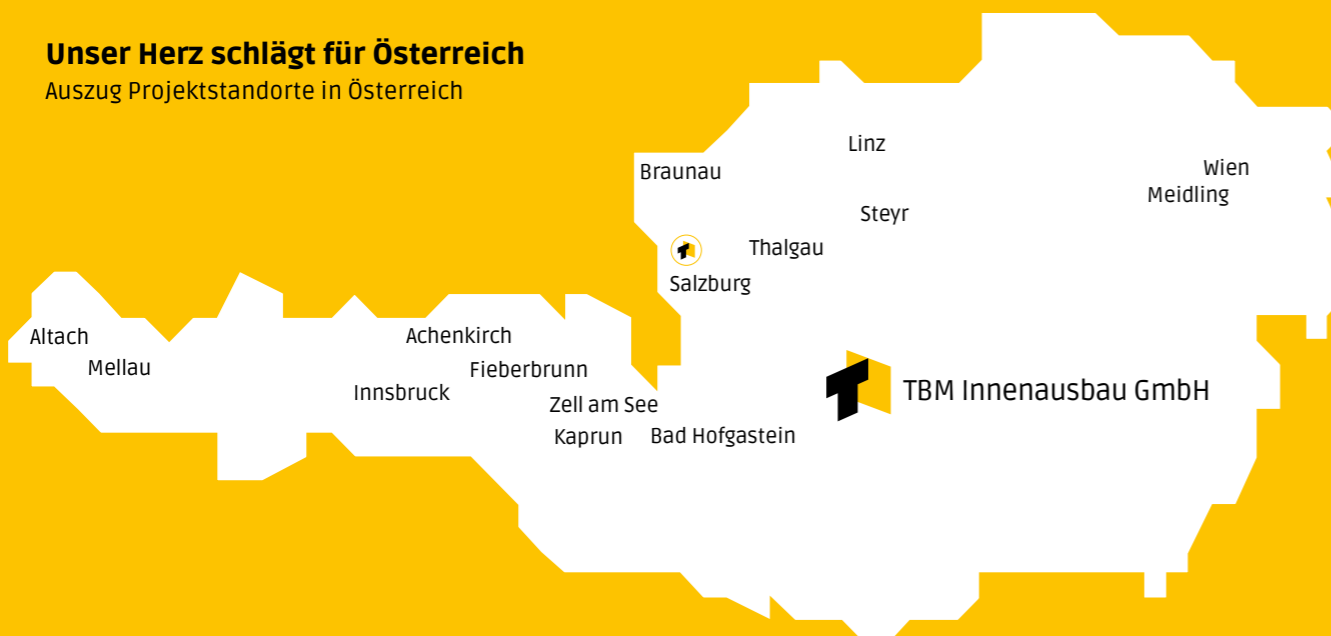 Unser Herz schlägt für Österreich
Auszug Projektstandorte in Österreich
Linz
Braunau
Wien
Meidling
Steyr
Thalgau
Salzburg
Altach
Achenkirch
Mellau
Fieberbrunn
Innsbruck
TBM Innenausbau GmbH
Zell am See
Kaprun
Bad Hofgastein